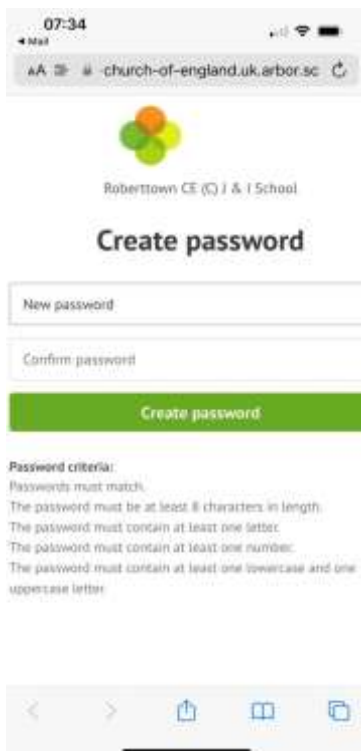 07:34
◀ Mail
AA church-of-england.uk.arbor.sc
Roberttown CE (C) J & I School
Create password
New password
Confirm password
Create password
Password criteria:
Passwords must match.
The password must be at least 8 characters in length.
The password must contain at least one letter.
The password must contain at least one number.
The password must contain at least one lowercase and one
uppercase letter.